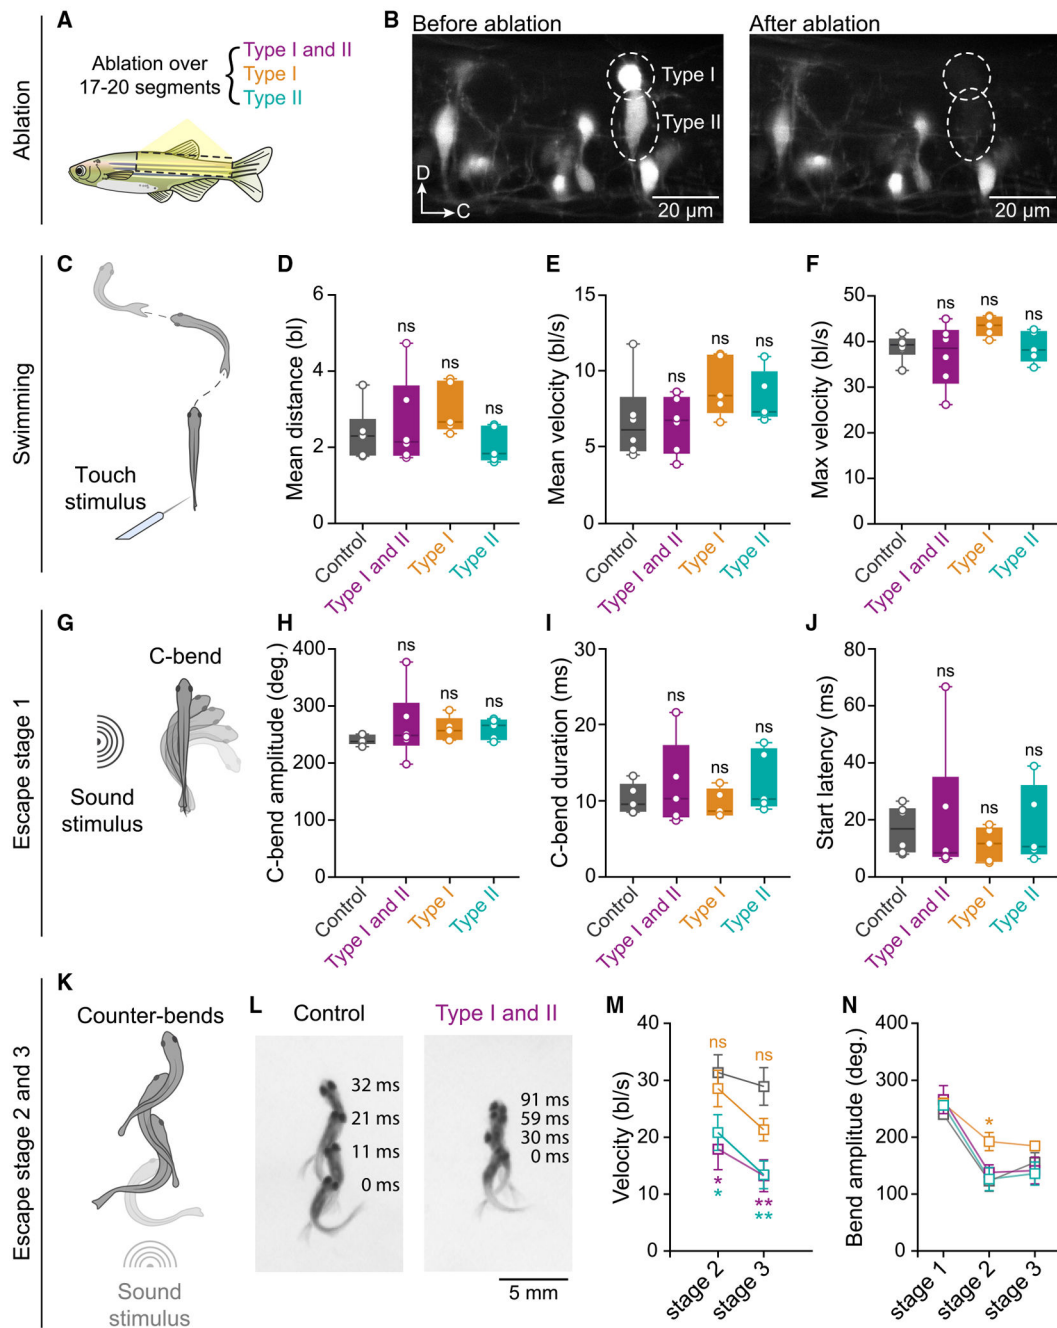 Ablation
A
Ablation over
17-20 segments
Type I and II
Type I
Type II
B
Before ablation
Type I
Type II
D
C
20 µm
After ablation
20 µm
Swimming
C
Touch
stimulus
D
Mean distance (bl)
6
4
2
0
ns
ns
ns
Control
Type I and II
Type I
Type II
E
Mean velocity (bl/s)
15
10
5
0
ns
ns
ns
Control
Type I and II
Type I
Type II
F
Max velocity (bl/s)
50
40
30
20
10
0
ns
ns
ns
Control
Type I and II
Type I
Type II
Escape stage 1
G
C-bend
Sound
stimulus
H
C-bend amplitude (deg.)
400
300
200
100
0
ns
ns
ns
Control
Type I and II
Type I
Type II
I
C-bend duration (ms)
30
20
10
0
ns
ns
ns
Control
Type I and II
Type I
Type II
J
Start latency (ms)
80
60
40
20
0
ns
ns
ns
Control
Type I and II
Type I
Type II
Escape stage 2 and 3
K
Counter-bends
Sound
stimulus
L
Control
32 ms
21 ms
11 ms
0 ms
Type I and II
91 ms
59 ms
30 ms
0 ms
5 mm
M
Velocity (bl/s)
40
30
20
10
0
ns
ns
*
*
**
**
stage 2
stage 3
N
Bend amplitude (deg.)
400
300
200
100
0
*
stage 1
stage 2
stage 3